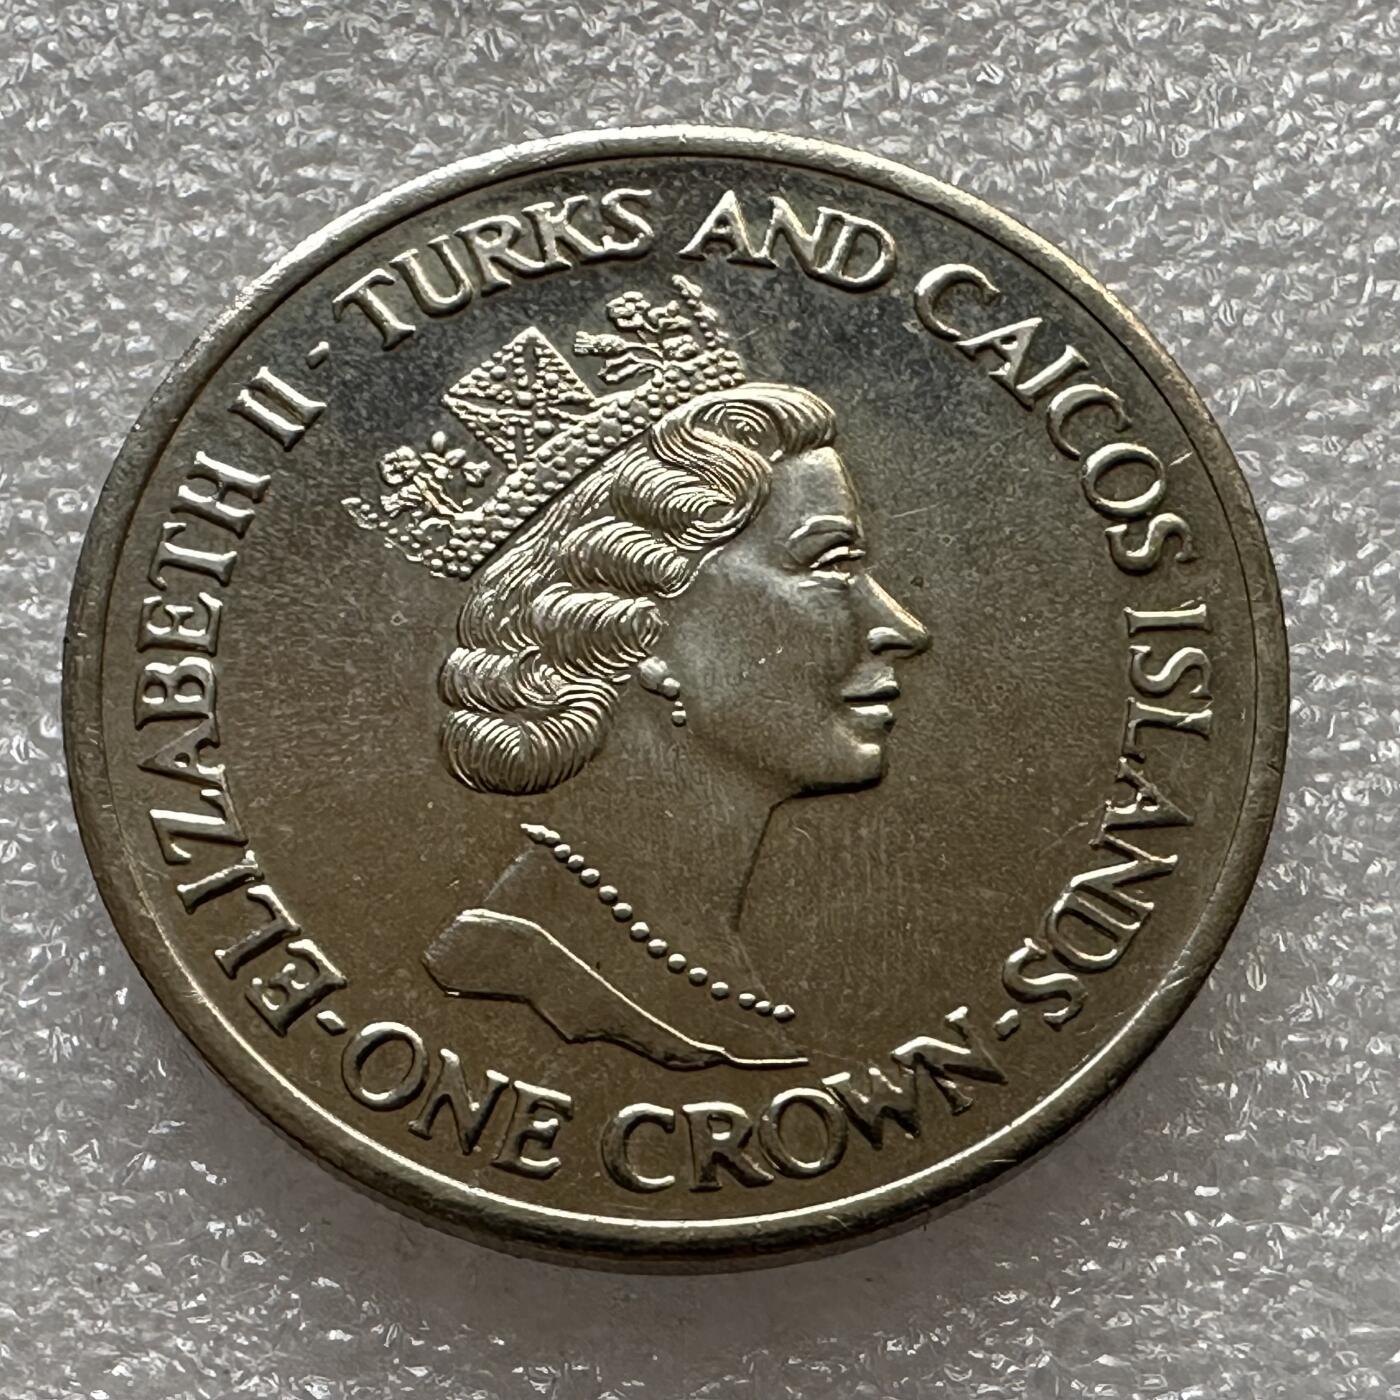 ELIZABETH II - TURKS AND CAICOS ISLANDS - ONE CROWN -